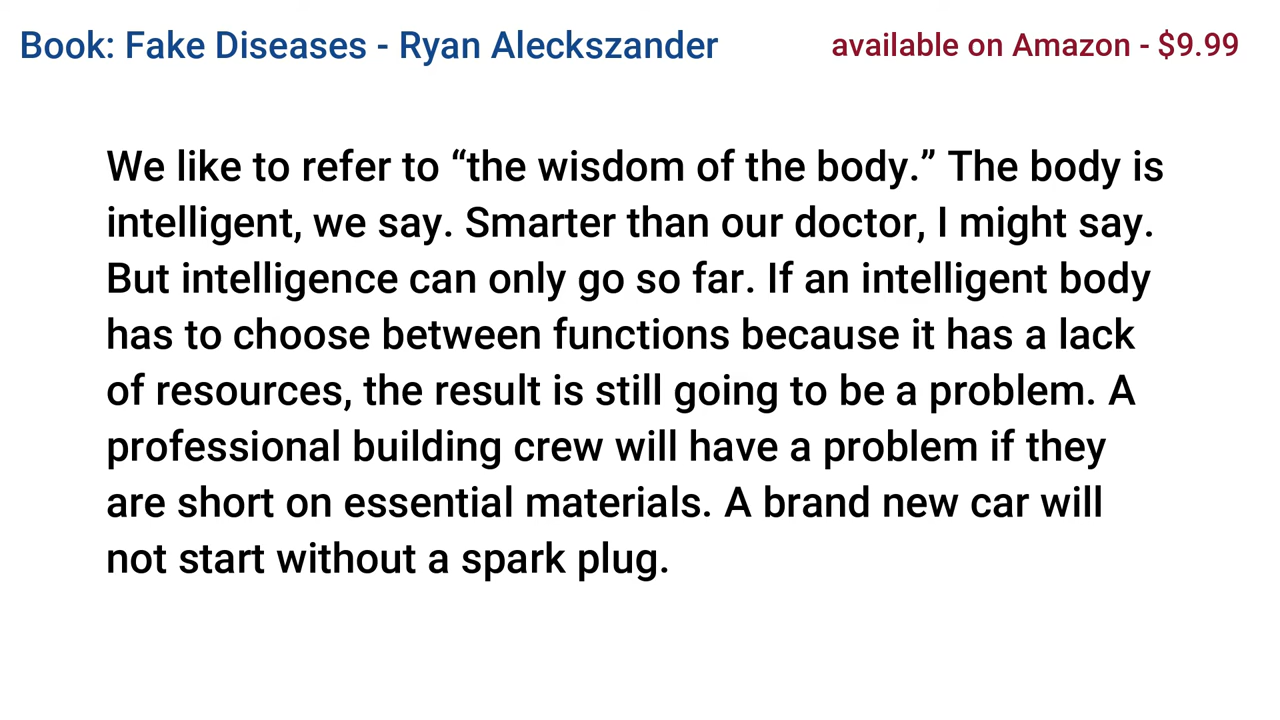 Book: Fake Diseases - Ryan Aleckszander
available on Amazon - $9.99
We like to refer to “the wisdom of the body.” The body is
intelligent, we say. Smarter than our doctor, I might say.
But intelligence can only go so far. If an intelligent body
has to choose between functions because it has a lack
of resources, the result is still going to be a problem. A
professional building crew will have a problem if they
are short on essential materials. A brand new car will
not start without a spark plug.